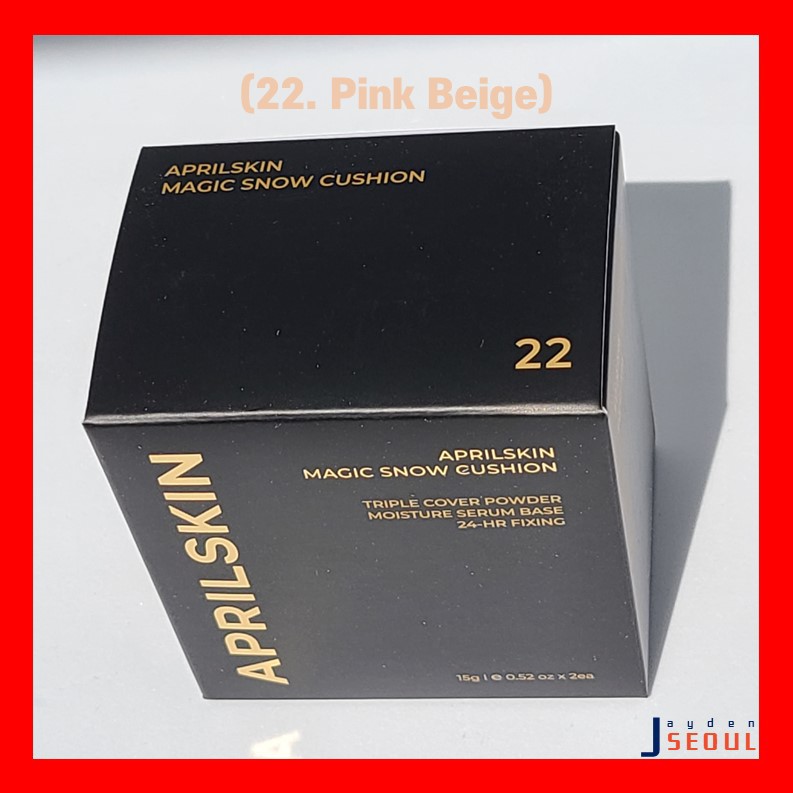 (22. Pink Beige)
APRILSKIN
MAGIC SNOW CUSHION
22
APRILSKIN
APRILSKIN
MAGIC SNOW CUSHION
TRIPLE COVER POWDER
MOISTURE SERUM BASE
24-HR FIXING
15g | e 0.52 oz x 2ea
Jayden
SEOUL